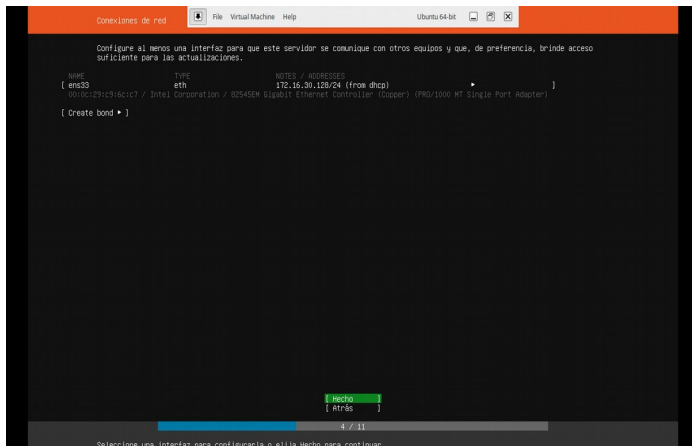 Conexiones de red
File Virtual Machine Help Ubuntu 64-bit
Configure al menos una interfaz para que este servidor se comunique con otros equipos y que, de preferencia, brinde acceso
suficiente para las actualizaciones.
NAME TYPE NOTES / ADDRESSES
[ ens33 eth 172.16.30.128/24 (from dhcp) ▸ ]
00:0c:29:c9:6c:c7 / Intel Corporation / 82545EM Gigabit Ethernet Controller (Copper) (PRO/1000 MT Single Port Adapter)
[ Create bond ▸ ]
[ Hecho ]
[ Atrás ]
4 / 11
Seleccione una interfaz para configurarla o elija Hecho para continuar